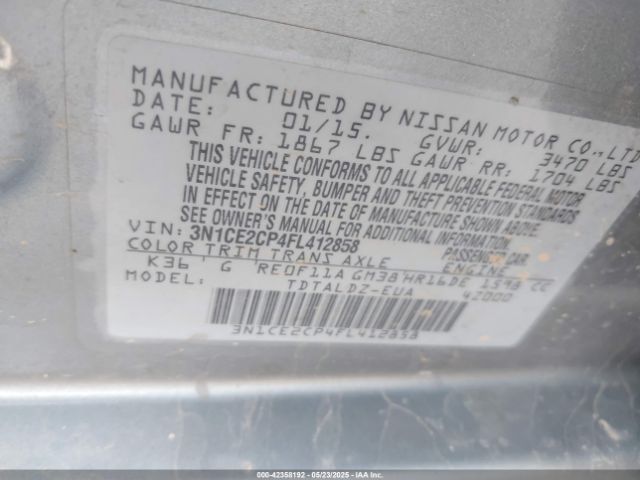 MANUFACTURED BY NISSAN MOTOR CO.,LTD
DATE: 01/15. GVWR: 3470 LBS
GAWR FR: 1867 LBS GAWR RR: 1704 LBS
THIS VEHICLE CONFORMS TO ALL APPLICABLE FEDERAL MOTOR
VEHICLE SAFETY, BUMPER AND THEFT PREVENTION STANDARDS
IN EFFECT ON THE DATE OF MANUFACTURE SHOWN ABOVE.
SEE OWNER'S MANUAL FOR ADDITIONAL INFORMATION
VIN: 3N1CE2CP4FL412858 PASSENGER CAR
COLOR TRIM TRANS AXLE ENGINE
K36 ' G RE0F11A GM38 HR16DE 1598 CC
MODEL: TDTALDZ-EUA 42000
3N1CE2CP4FL412858
000-42358192 - 05/23/2025 - IAAI, Inc.